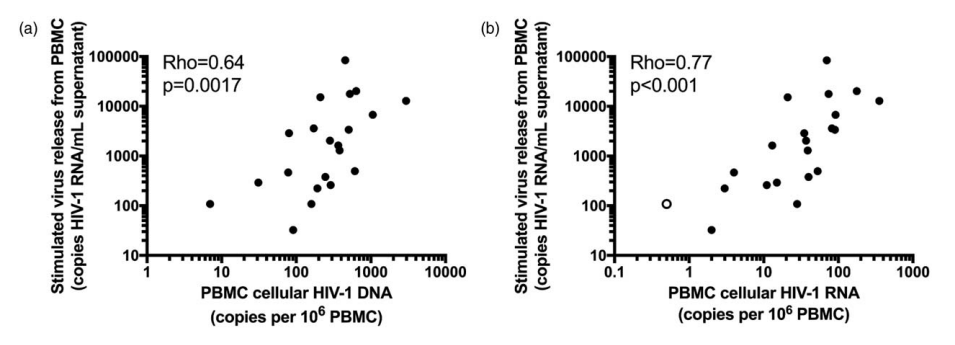 (a)
Stimulated virus release from PBMC
(copies HIV-1 RNA/mL supernatant)
100000
10000
1000
100
10
Rho=0.64
p=0.0017
1
10
100
1000
10000
PBMC cellular HIV-1 DNA
(copies per 10⁶ PBMC)
(b)
Stimulated virus release from PBMC
(copies HIV-1 RNA/mL supernatant)
100000
10000
1000
100
10
Rho=0.77
p<0.001
0.1
1
10
100
1000
PBMC cellular HIV-1 RNA
(copies per 10⁶ PBMC)